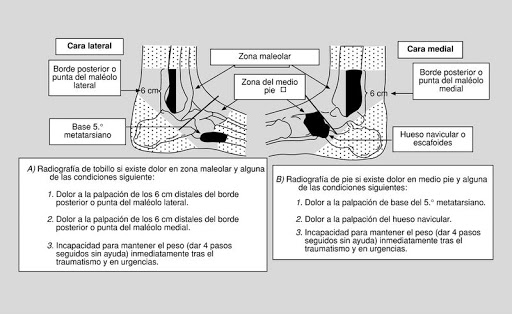 Cara lateral
Cara medial
Zona maleolar
Borde posterior o
punta del maléolo
lateral
Zona del medio
pie □
Borde posterior o
punta del maléolo
medial
6 cm
6 cm
Base 5.°
metatarsiano
Hueso navicular o
escafoides
A) Radiografía de tobillo si existe dolor en zona maleolar y alguna
de las condiciones siguiente:
1. Dolor a la palpación de los 6 cm distales del borde
posterior o punta del maléolo lateral.
2. Dolor a la palpación de los 6 cm distales del borde
posterior o punta del maléolo medial.
3. Incapacidad para mantener el peso (dar 4 pasos
seguidos sin ayuda) inmediatamente tras el
traumatismo y en urgencias.
B) Radiografía de pie si existe dolor en medio pie y alguna
de las condiciones siguientes:
1. Dolor a la palpación de base del 5.° metatarsiano.
2. Dolor a la palpación del hueso navicular.
3. Incapacidad para mantener el peso (dar 4 pasos
seguidos sin ayuda) inmediatamente tras el
traumatismo y en urgencias.